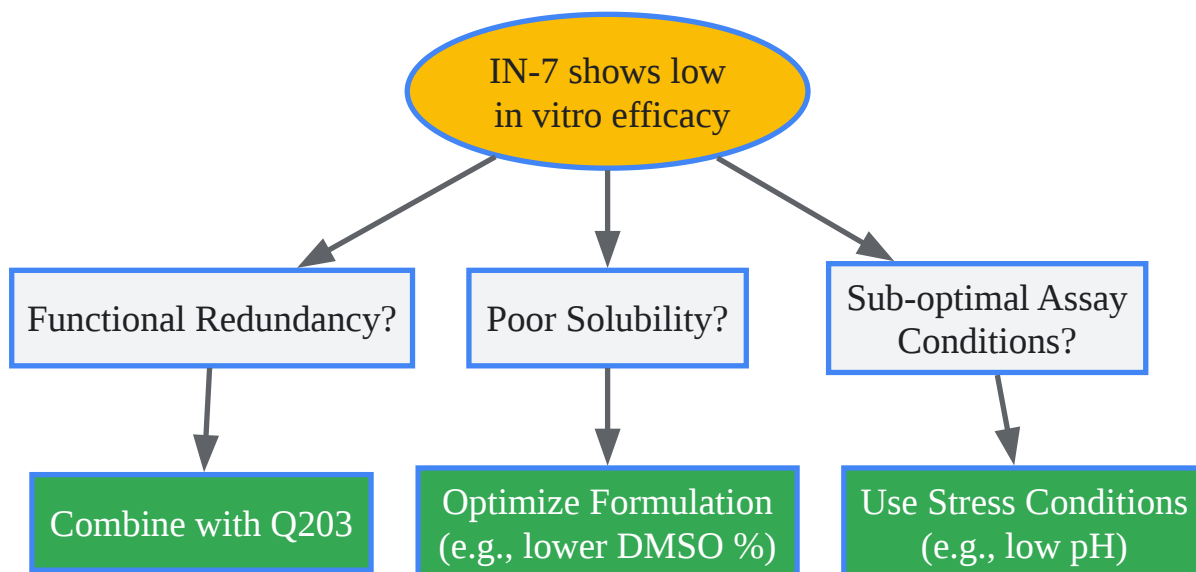 IN-7 shows low
in vitro efficacy
Functional Redundancy?
Poor Solubility?
Sub-optimal Assay
Conditions?
Combine with Q203
Optimize Formulation
(e.g., lower DMSO %)
Use Stress Conditions
(e.g., low pH)